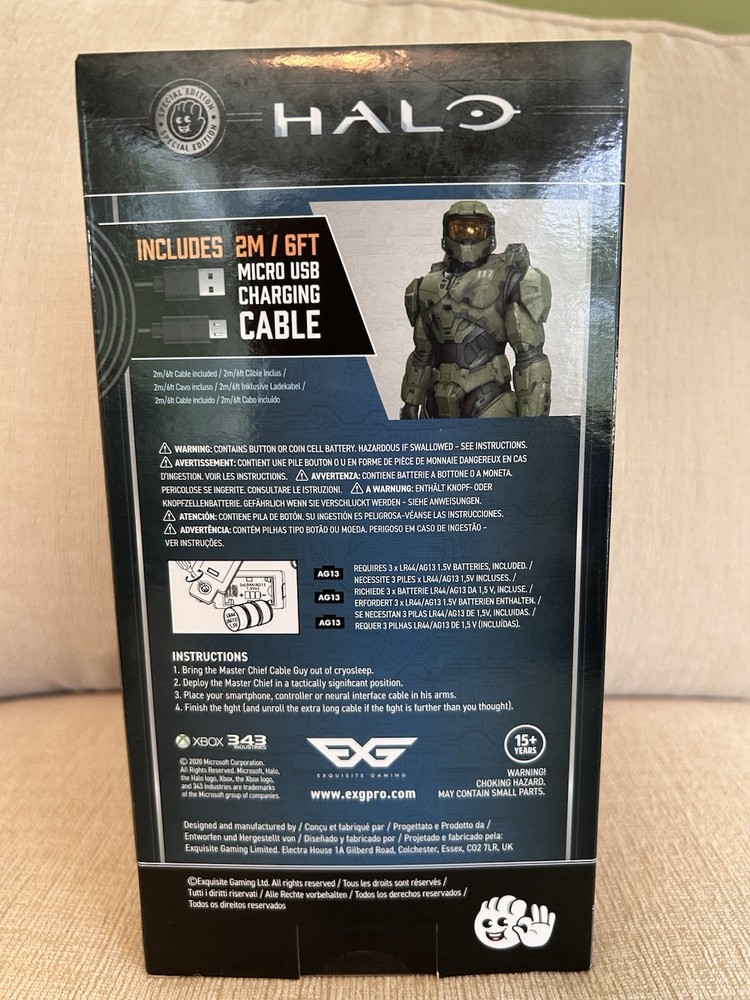 SPECIAL EDITION
SPECIAL EDITION
HALO
INCLUDES 2M / 6FT
MICRO USB
CHARGING
CABLE
117
2m/6ft Cable included / 2m/6ft Câble Inclus /
2m/6ft Cavo incluso / 2m/6ft Inklusive Ladekabel /
2m/6ft Cable incluido / 2m/6ft Cabo incluído
WARNING: CONTAINS BUTTON OR COIN CELL BATTERY. HAZARDOUS IF SWALLOWED – SEE INSTRUCTIONS.
AVERTISSEMENT: CONTIENT UNE PILE BOUTON O U EN FORME DE PIÈCE DE MONNAIE DANGEREUX EN CAS
D'INGESTION. VOIR LES INSTRUCTIONS. AVVERTENZA: CONTIENE BATTERIE A BOTTONE O A MONETA.
PERICOLOSE SE INGERITE. CONSULTARE LE ISTRUZIONI. A WARNUNG: ENTHÄLT KNOPF- ODER
KNOPFZELLENBATTERIE. GEFÄHRLICH WENN SIE VERSCHLUCKT WERDEN – SIEHE ANWEISUNGEN.
ATENCIÓN: CONTIENE PILA DE BOTÓN. SU INGESTIÓN ES PELIGROSA-VÉANSE LAS INSTRUCCIONES.
ADVERTÊNCIA: CONTÉM PILHAS TIPO BOTÃO OU MOEDA. PERIGOSO EM CASO DE INGESTÃO –
VER INSTRUÇÕES.
3xLR44/AG13
1.5Vx3
LR44
AG13
1.5V
AG13
AG13
AG13
REQUIRES 3 x LR44/AG13 1.5V BATTERIES, INCLUDED. /
NECESSITE 3 PILES x LR44/AG13 1,5V INCLUSES. /
RICHIEDE 3 x BATTERIE LR44/AG13 DA 1,5 V, INCLUSE. /
ERFORDERT 3 x LR44/AG13 1.5V BATTERIEN ENTHALTEN. /
SE NECESITAN 3 PILAS LR44/AG13 DE 1,5V, INCLUIDAS. /
REQUER 3 PILHAS LR44/AG13 DE 1,5 V (INCLUÍDAS).
INSTRUCTIONS
1. Bring the Master Chief Cable Guy out of cryosleep.
2. Deploy the Master Chief in a tactically significant position.
3. Place your smartphone, controller or neural interface cable in his arms.
4. Finish the fight (and unroll the extra long cable if the fight is further than you thought).
XBOX 343 INDUSTRIES
© 2020 Microsoft Corporation.
All Rights Reserved. Microsoft, Halo,
the Halo logo, Xbox, the Xbox logo,
and 343 Industries are trademarks
of the Microsoft group of companies.
EXG
EXQUISITE GAMING
www.exgpro.com
15+
YEARS
WARNING!
CHOKING HAZARD.
MAY CONTAIN SMALL PARTS.
Designed and manufactured by / Conçu et fabriqué par / Progettato e Prodotto da /
Entworfen und Hergestellt von / Diseñado y fabricado por / Projetado e fabricado pela:
Exquisite Gaming Limited. Electra House 1A Gilberd Road, Colchester, Essex, CO2 7LR, UK
©Exquisite Gaming Ltd. All rights reserved / Tous les droits sont réservés /
Tutti i diritti riservati / Alle Rechte vorbehalten / Todos los derechos reservados /
Todos os direitos reservados